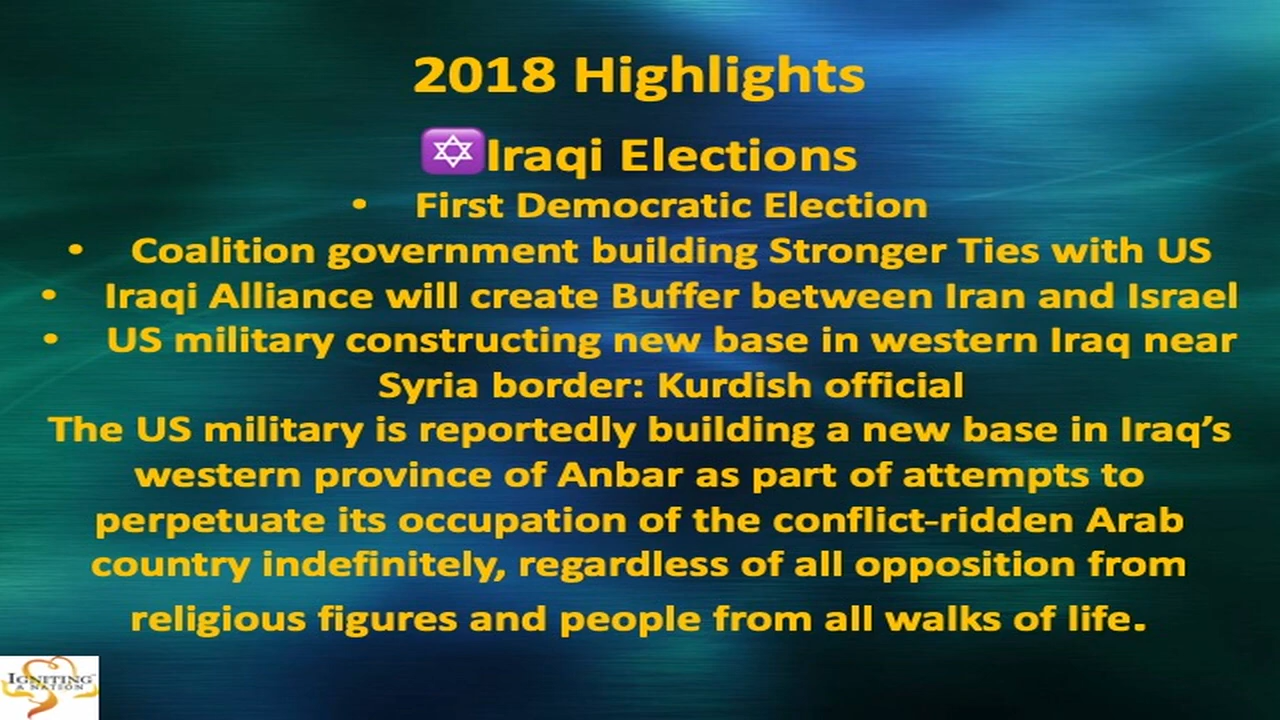 2018 Highlights
✡Iraqi Elections
• First Democratic Election
• Coalition government building Stronger Ties with US
• Iraqi Alliance will create Buffer between Iran and Israel
• US military constructing new base in western Iraq near
Syria border: Kurdish official
The US military is reportedly building a new base in Iraq’s
western province of Anbar as part of attempts to
perpetuate its occupation of the conflict-ridden Arab
country indefinitely, regardless of all opposition from
religious figures and people from all walks of life.
IGNITING
A NATION